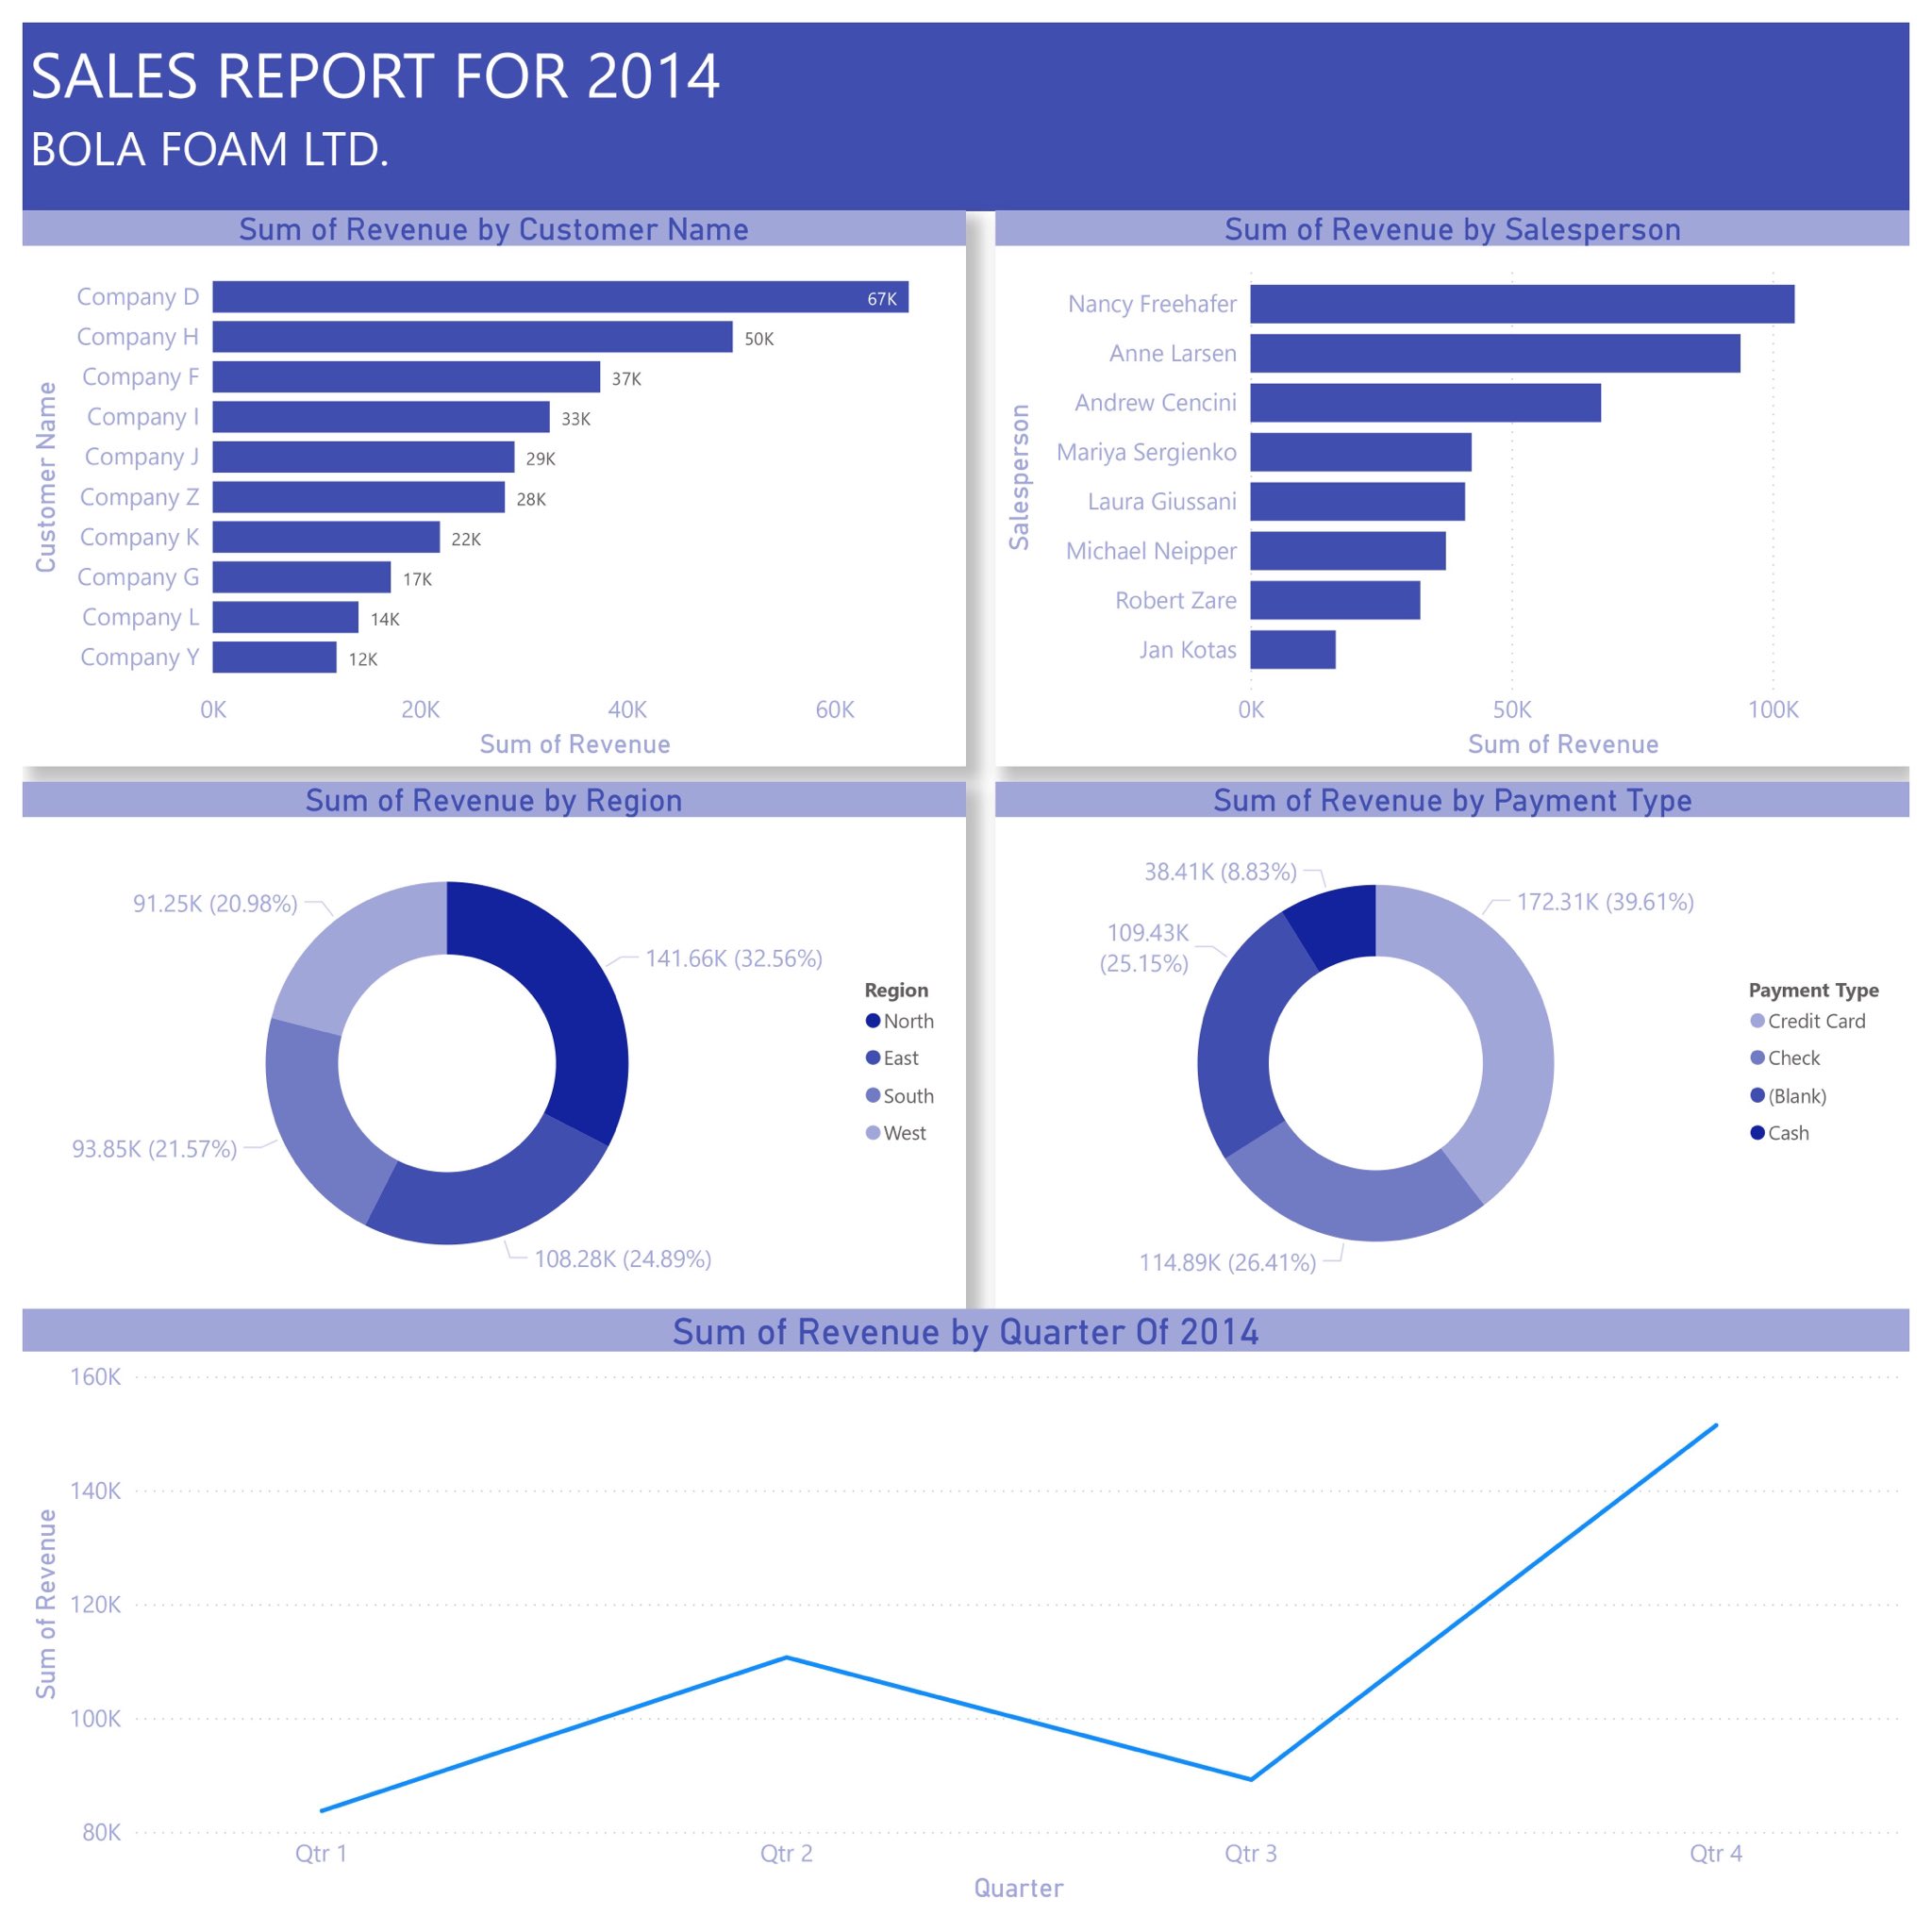 SALES REPORT FOR 2014
BOLA FOAM LTD.
Sum of Revenue by Customer Name
Customer Name
Company D
67K
Company H
50K
Company F
37K
Company I
33K
Company J
29K
Company Z
28K
Company K
22K
Company G
17K
Company L
14K
Company Y
12K
0K 20K 40K 60K
Sum of Revenue
Sum of Revenue by Salesperson
Salesperson
Nancy Freehafer
Anne Larsen
Andrew Cencini
Mariya Sergienko
Laura Giussani
Michael Neipper
Robert Zare
Jan Kotas
0K 50K 100K
Sum of Revenue
Sum of Revenue by Region
91.25K (20.98%)
141.66K (32.56%)
93.85K (21.57%)
108.28K (24.89%)
Region
North
East
South
West
Sum of Revenue by Payment Type
38.41K (8.83%)
172.31K (39.61%)
109.43K
(25.15%)
114.89K (26.41%)
Payment Type
Credit Card
Check
(Blank)
Cash
Sum of Revenue by Quarter Of 2014
Sum of Revenue
160K
140K
120K
100K
80K
Qtr 1 Qtr 2 Qtr 3 Qtr 4
Quarter